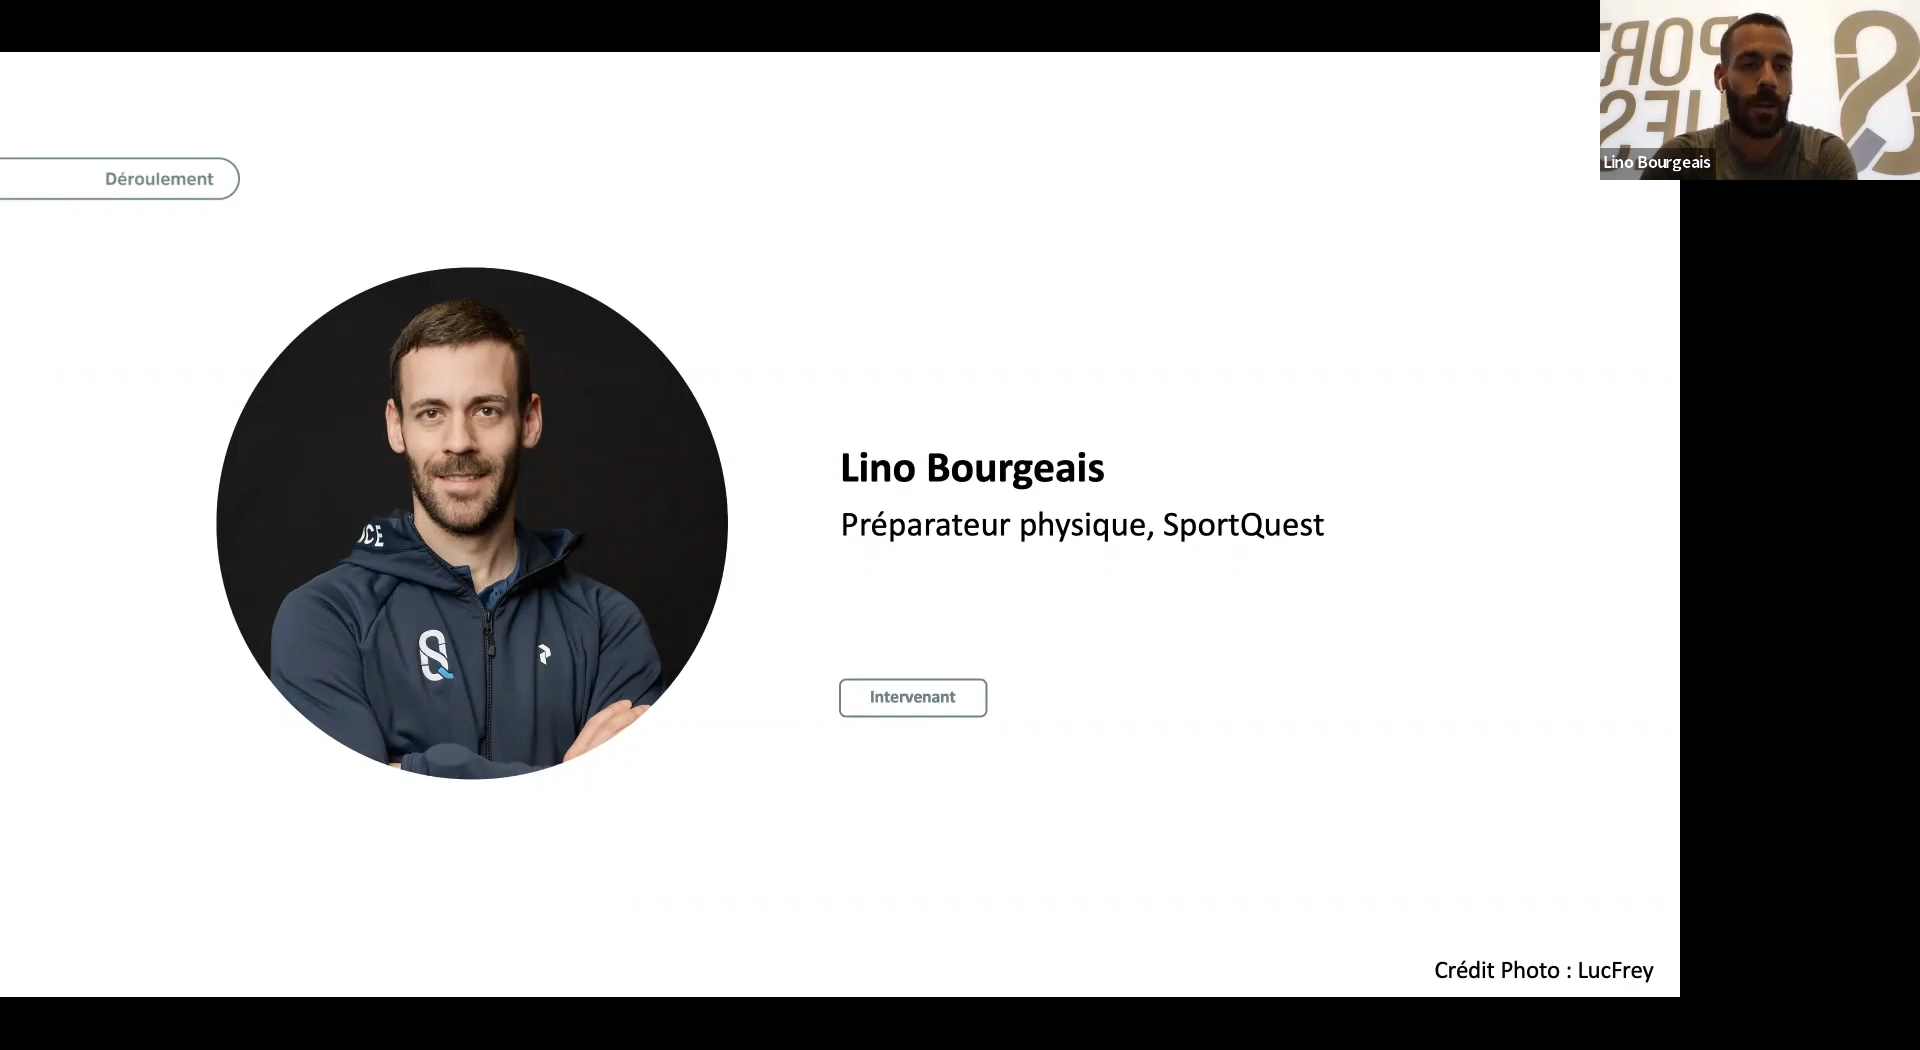 Déroulement
Lino Bourgeais
Lino Bourgeais
Préparateur physique, SportQuest
Intervenant
Crédit Photo : LucFrey